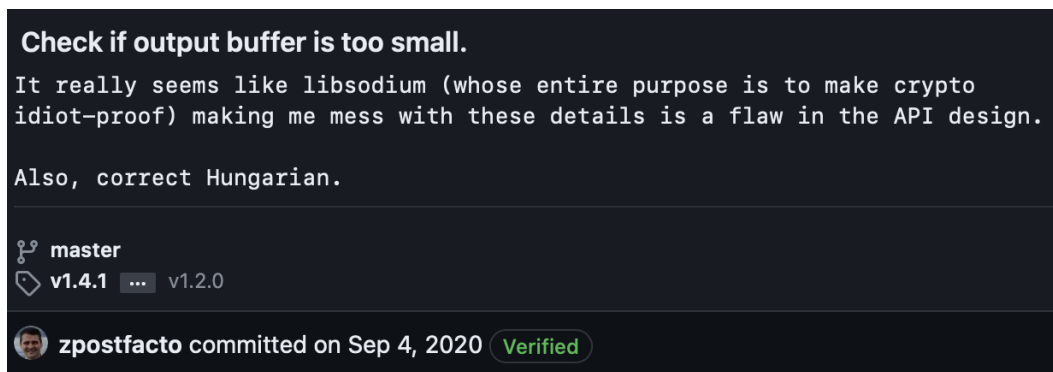 Check if output buffer is too small.
It really seems like libsodium (whose entire purpose is to make crypto
idiot-proof) making me mess with these details is a flaw in the API design.
Also, correct Hungarian.
master
v1.4.1 ... v1.2.0
zpostfacto committed on Sep 4, 2020 Verified